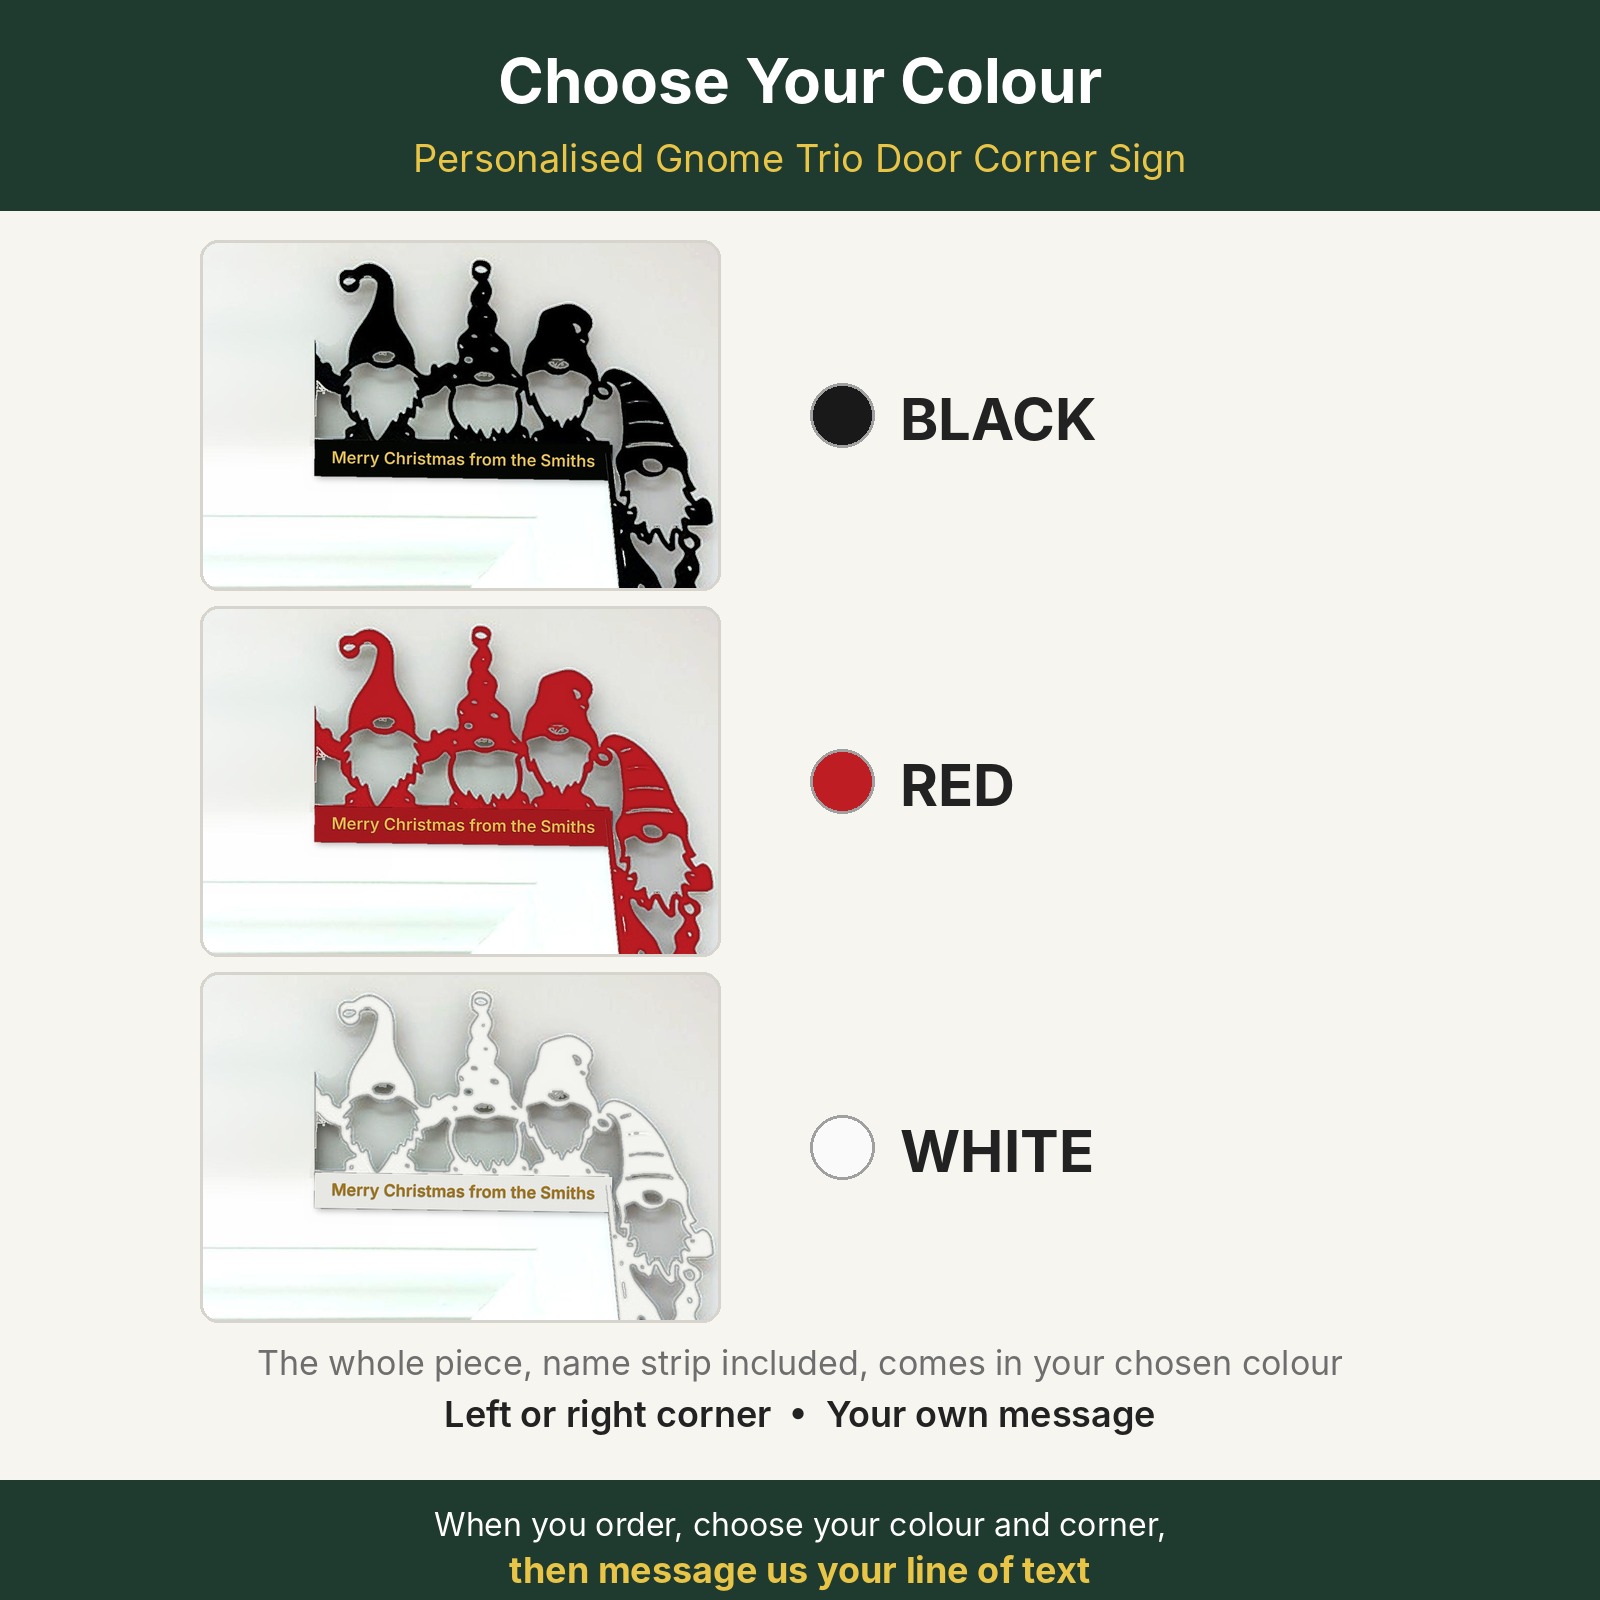 Choose Your Colour
Personalised Gnome Trio Door Corner Sign
Merry Christmas from the Smiths
BLACK
Merry Christmas from the Smiths
RED
Merry Christmas from the Smiths
WHITE
The whole piece, name strip included, comes in your chosen colour
Left or right corner • Your own message
When you order, choose your colour and corner,
then message us your line of text